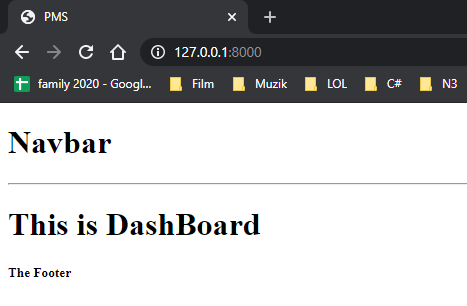 PMS
127.0.0.1:8000
family 2020 - Googl... Film Muzik LOL C# N3
Navbar
This is DashBoard
The Footer